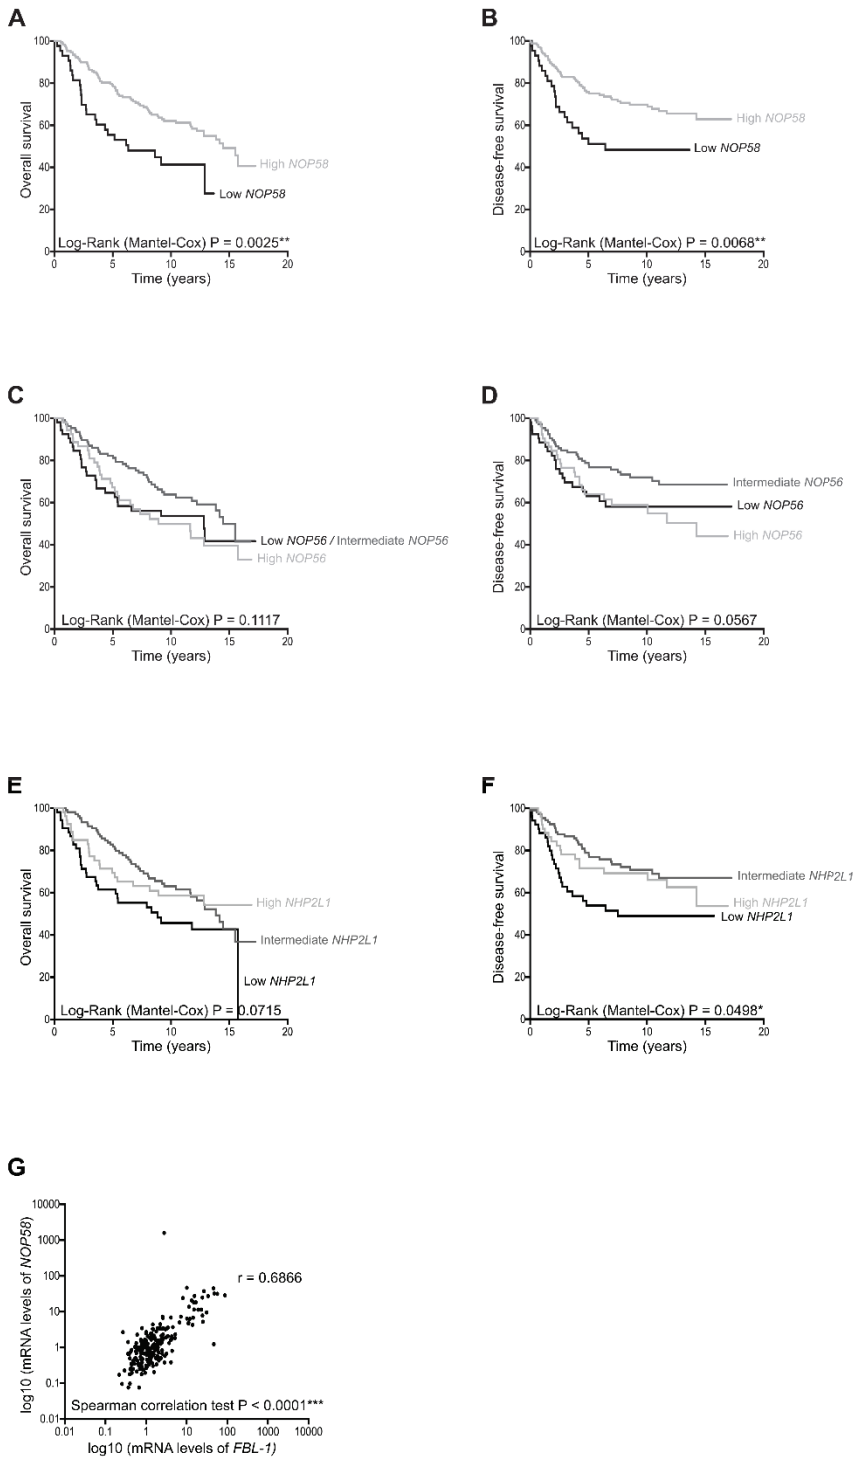 A
Overall survival
100
80
60
40
20
0
High NOP58
Low NOP58
Log-Rank (Mantel-Cox) P = 0.0025**
0 5 10 15 20
Time (years)
B
Disease-free survival
100
80
60
40
20
0
High NOP58
Low NOP58
Log-Rank (Mantel-Cox) P = 0.0068**
0 5 10 15 20
Time (years)
C
Overall survival
100
80
60
40
20
0
Low NOP56 / Intermediate NOP56
High NOP56
Log-Rank (Mantel-Cox) P = 0.1117
0 5 10 15 20
Time (years)
D
Disease-free survival
100
80
60
40
20
0
Intermediate NOP56
Low NOP56
High NOP56
Log-Rank (Mantel-Cox) P = 0.0567
0 5 10 15 20
Time (years)
E
Overall survival
100
80
60
40
20
0
High NHP2L1
Intermediate NHP2L1
Low NHP2L1
Log-Rank (Mantel-Cox) P = 0.0715
0 5 10 15 20
Time (years)
F
Disease-free survival
100
80
60
40
20
0
Intermediate NHP2L1
High NHP2L1
Low NHP2L1
Log-Rank (Mantel-Cox) P = 0.0498*
0 5 10 15 20
Time (years)
G
log10 (mRNA levels of NOP58)
10000
1000
100
10
1
0.1
0.01
r = 0.6866
Spearman correlation test P < 0.0001***
0.01 0.1 1 10 100 1000 10000
log10 (mRNA levels of FBL-1)